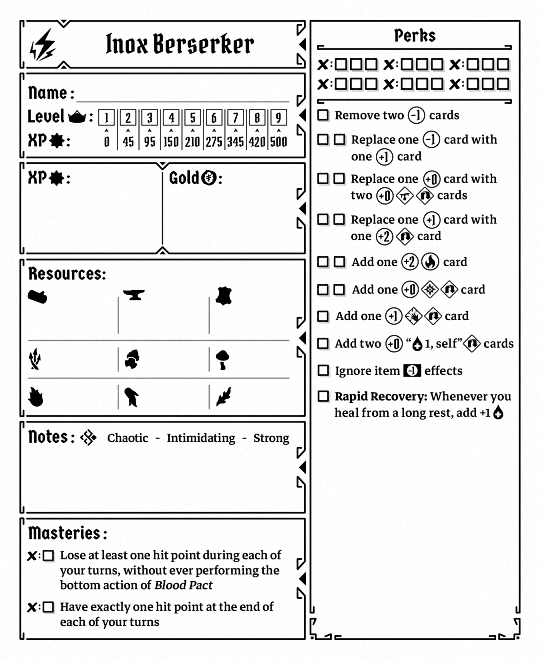 Inox Berserker
Name:
Level : 1 2 3 4 5 6 7 8 9
XP : 0 45 95 150 210 275 345 420 500
XP : Gold :
Resources:
Notes: Chaotic - Intimidating - Strong
Masteries:
Lose at least one hit point during each of
your turns, without ever performing the
bottom action of Blood Pact
Have exactly one hit point at the end of
each of your turns
Perks
Remove two -1 cards
Replace one -1 card with
one +1 card
Replace one +0 card with
two +0 cards
Replace one +1 card with
one +2 card
Add one +2 card
Add one +0 card
Add one +1 card
Add two +0 “ 1, self” cards
Ignore item -1 effects
Rapid Recovery: Whenever you
heal from a long rest, add +1